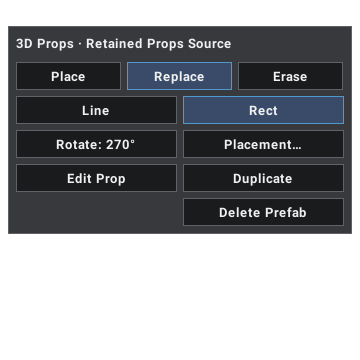 3D Props · Retained Props Source
Place Replace Erase
Line Rect
Rotate: 270° Placement…
Edit Prop Duplicate
Delete Prefab